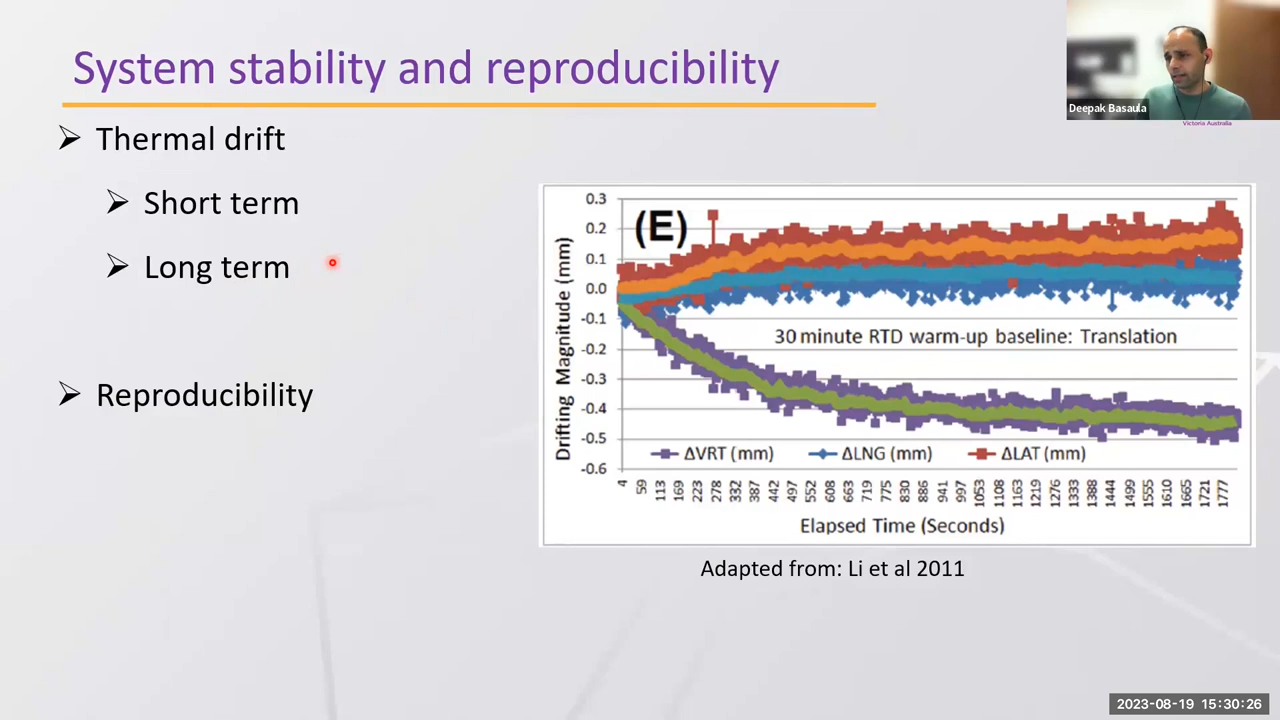 System stability and reproducibility
Deepak Basaula
Victoria Australia
➢ Thermal drift
➢ Short term
➢ Long term
➢ Reproducibility
(E)
Drifting Magnitude (mm)
0.3
0.2
0.1
0.0
-0.1
-0.2
-0.3
-0.4
-0.5
-0.6
30 minute RTD warm-up baseline: Translation
ΔVRT (mm) ΔLNG (mm) ΔLAT (mm)
4 59 113 169 223 278 332 387 442 497 552 608 663 719 775 830 886 941 997 1053 1108 1163 1219 1276 1333 1388 1444 1499 1555 1610 1665 1721 1777
Elapsed Time (Seconds)
Adapted from: Li et al 2011
2023-08-19 15:30:26